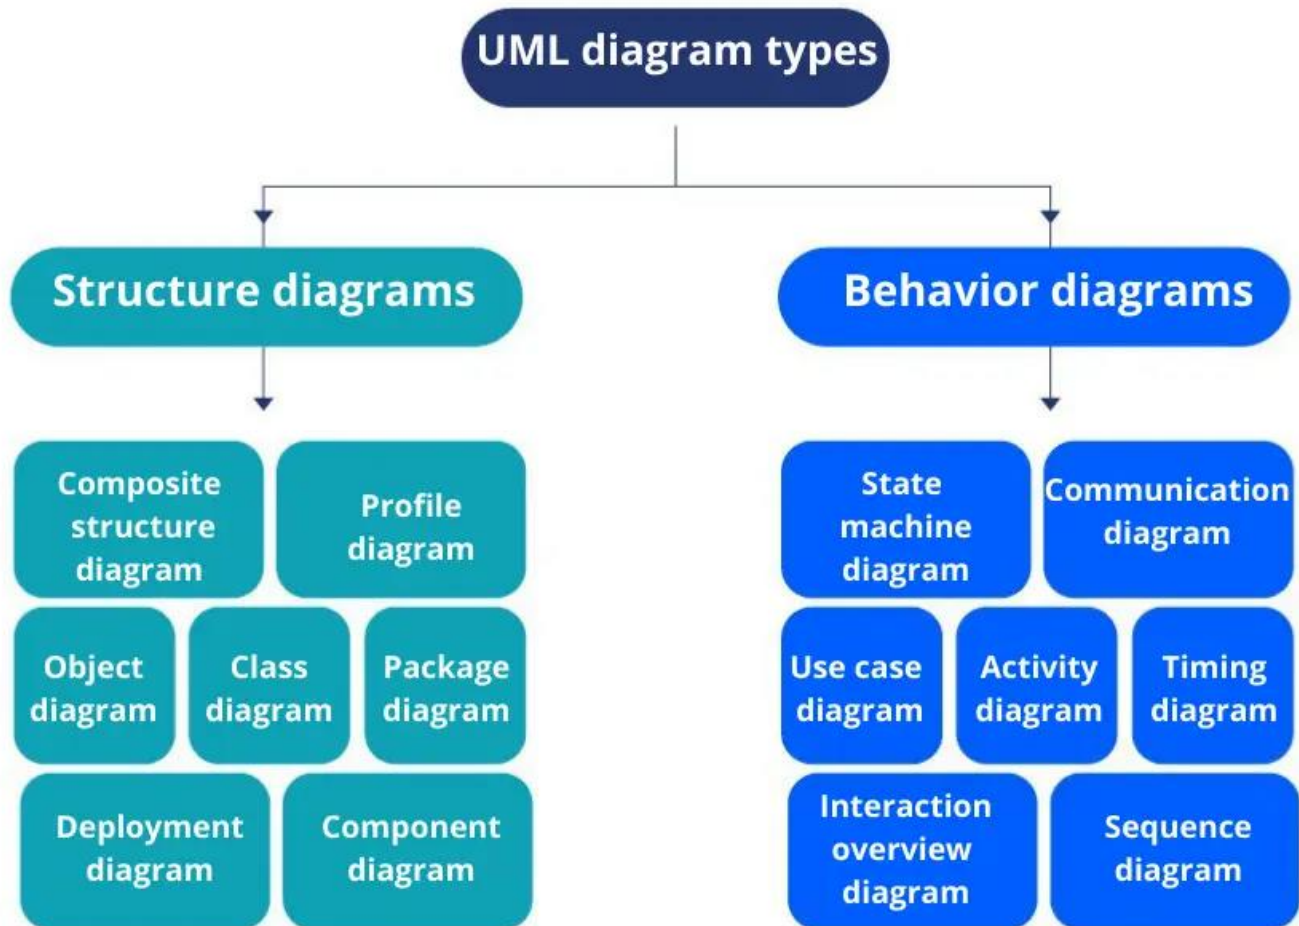 UML diagram types
Structure diagrams
Behavior diagrams
Composite
structure
diagram
Profile
diagram
Object
diagram
Class
diagram
Package
diagram
Deployment
diagram
Component
diagram
State
machine
diagram
Communication
diagram
Use case
diagram
Activity
diagram
Timing
diagram
Interaction
overview
diagram
Sequence
diagram